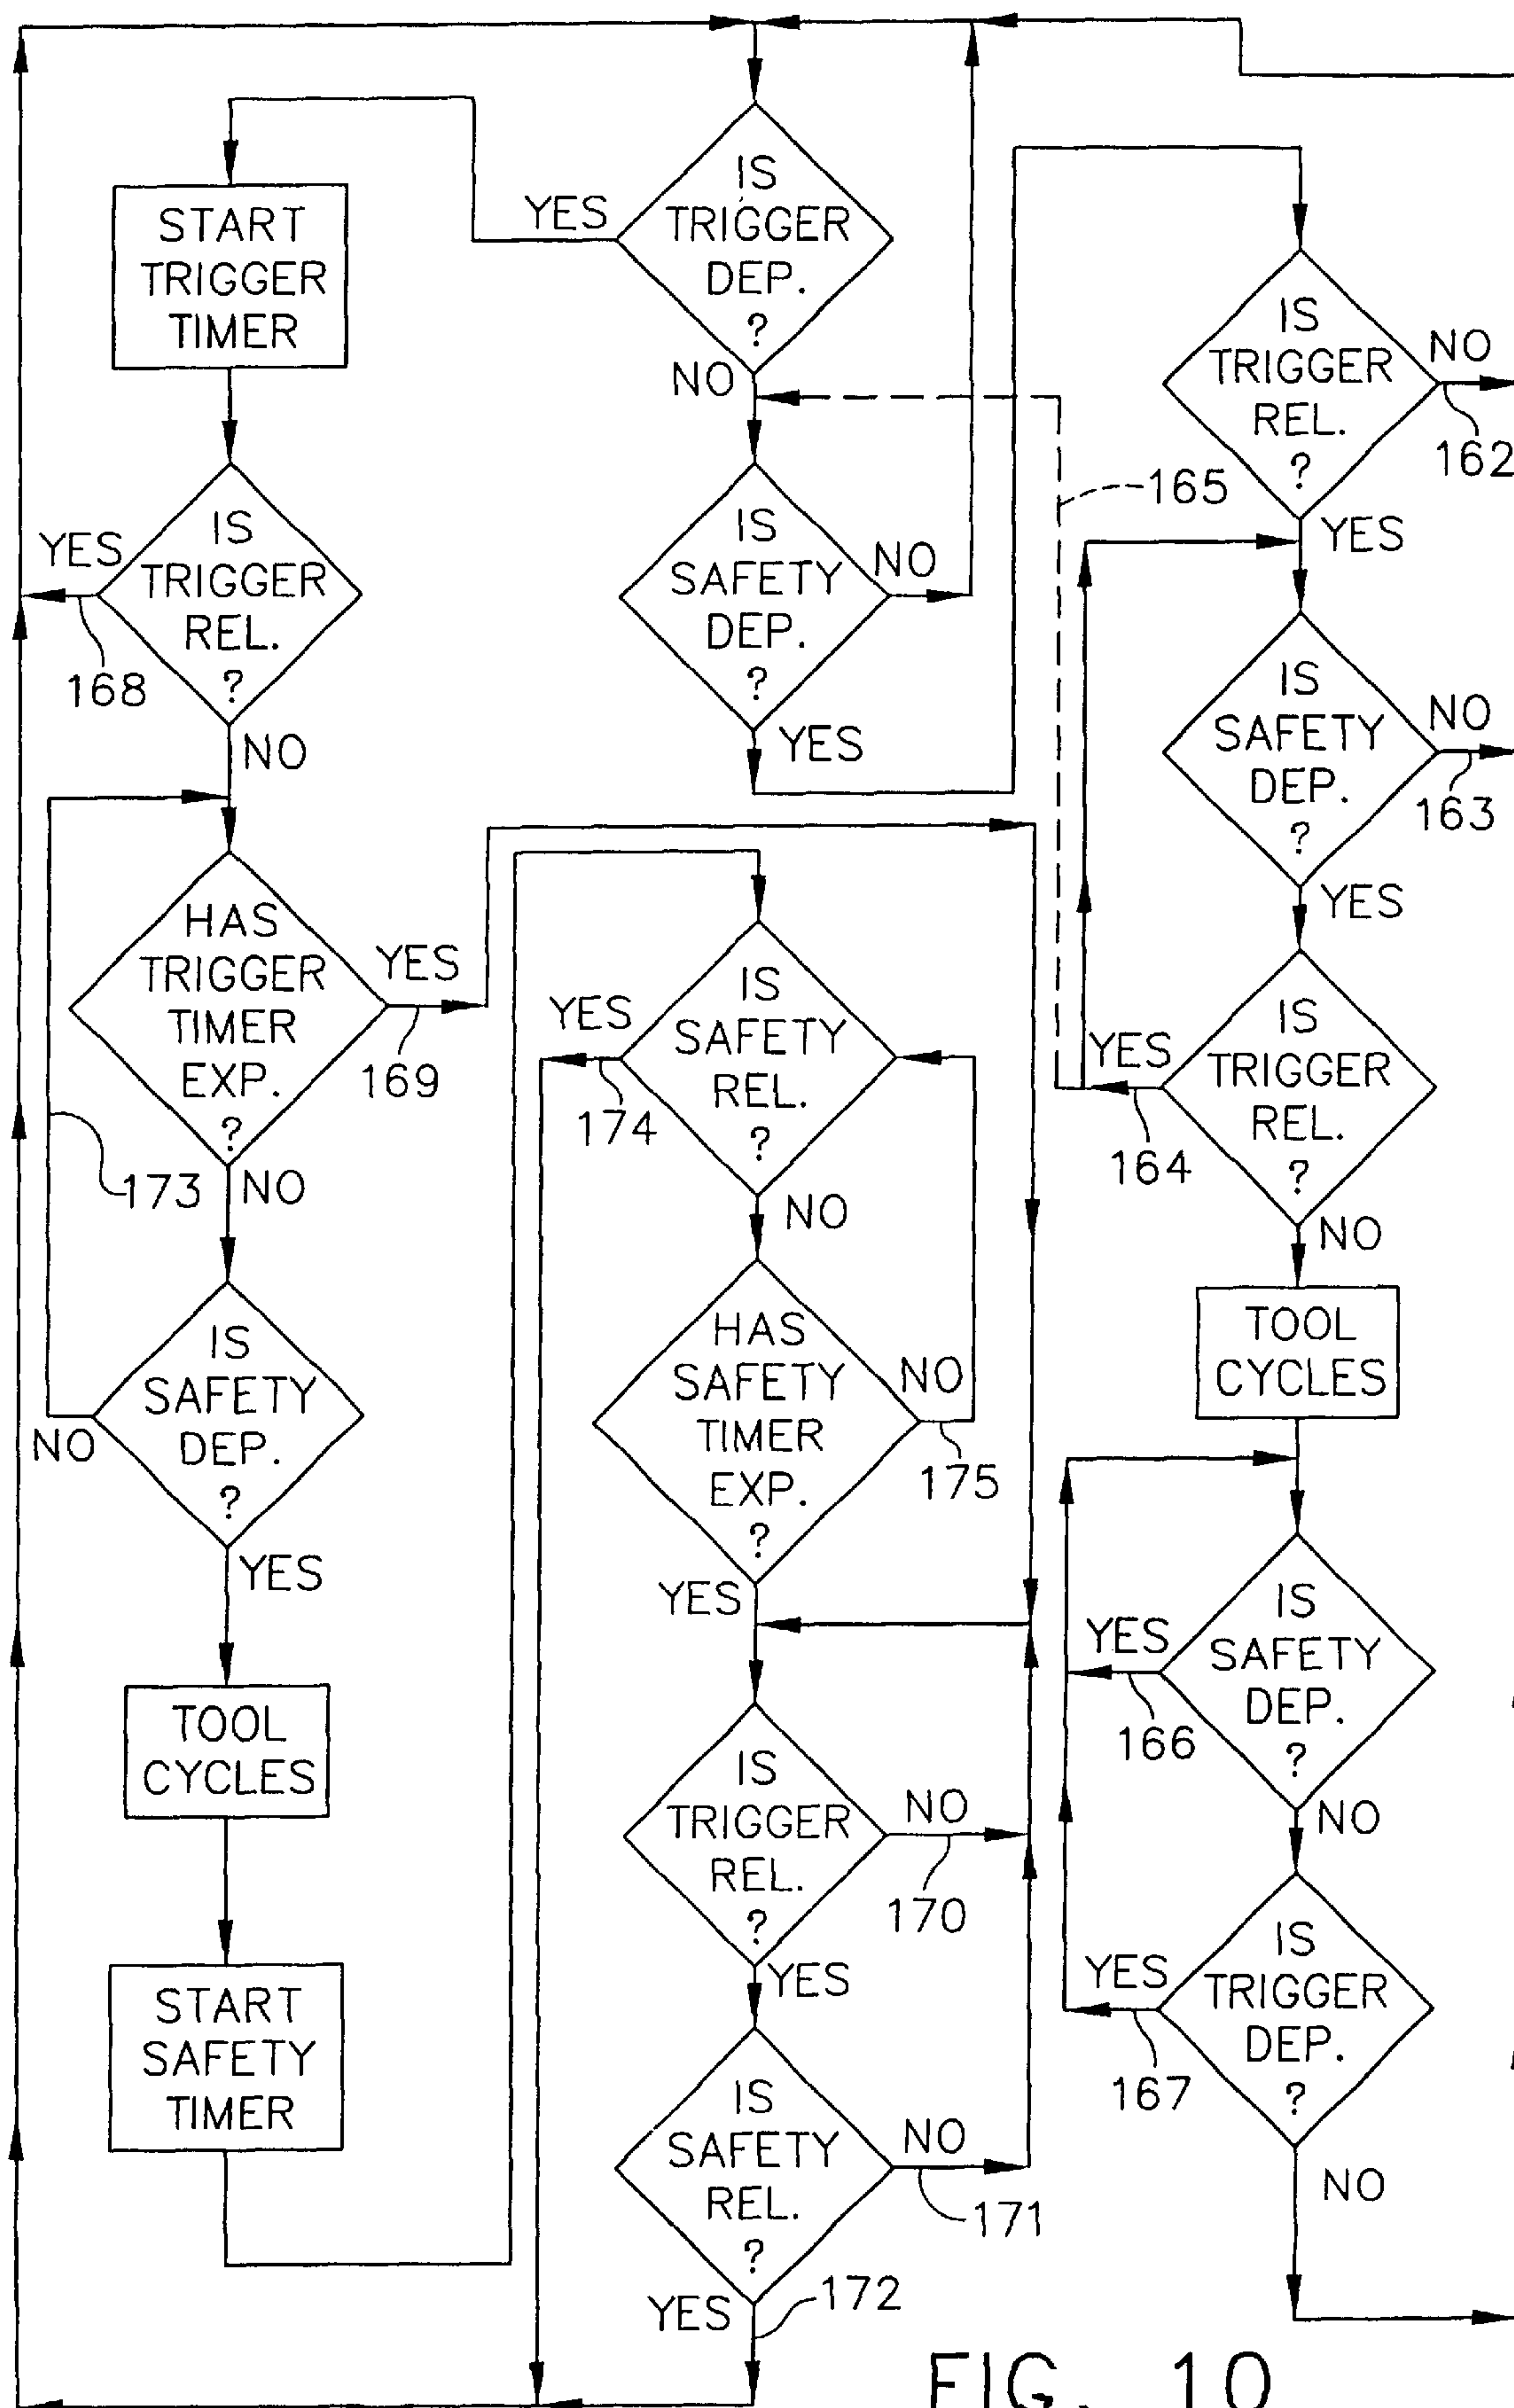 IS
TRIGGER
DEP.
?
YES
NO
START
TRIGGER
TIMER
IS
TRIGGER
REL.
?
YES
168
NO
HAS
TRIGGER
TIMER
EXP.
?
YES
169
173
NO
IS
SAFETY
DEP.
?
NO
YES
TOOL
CYCLES
START
SAFETY
TIMER
IS
SAFETY
DEP.
?
NO
YES
IS
SAFETY
REL.
?
YES
174
NO
HAS
SAFETY
TIMER
EXP.
?
NO
175
YES
IS
TRIGGER
REL.
?
NO
170
YES
IS
SAFETY
REL.
?
NO
171
YES
172
IS
TRIGGER
REL.
?
NO
162
165
YES
IS
SAFETY
DEP.
?
NO
163
YES
IS
TRIGGER
REL.
?
YES
164
NO
TOOL
CYCLES
IS
SAFETY
DEP.
?
YES
166
NO
IS
TRIGGER
DEP.
?
YES
167
NO
FIG. 10